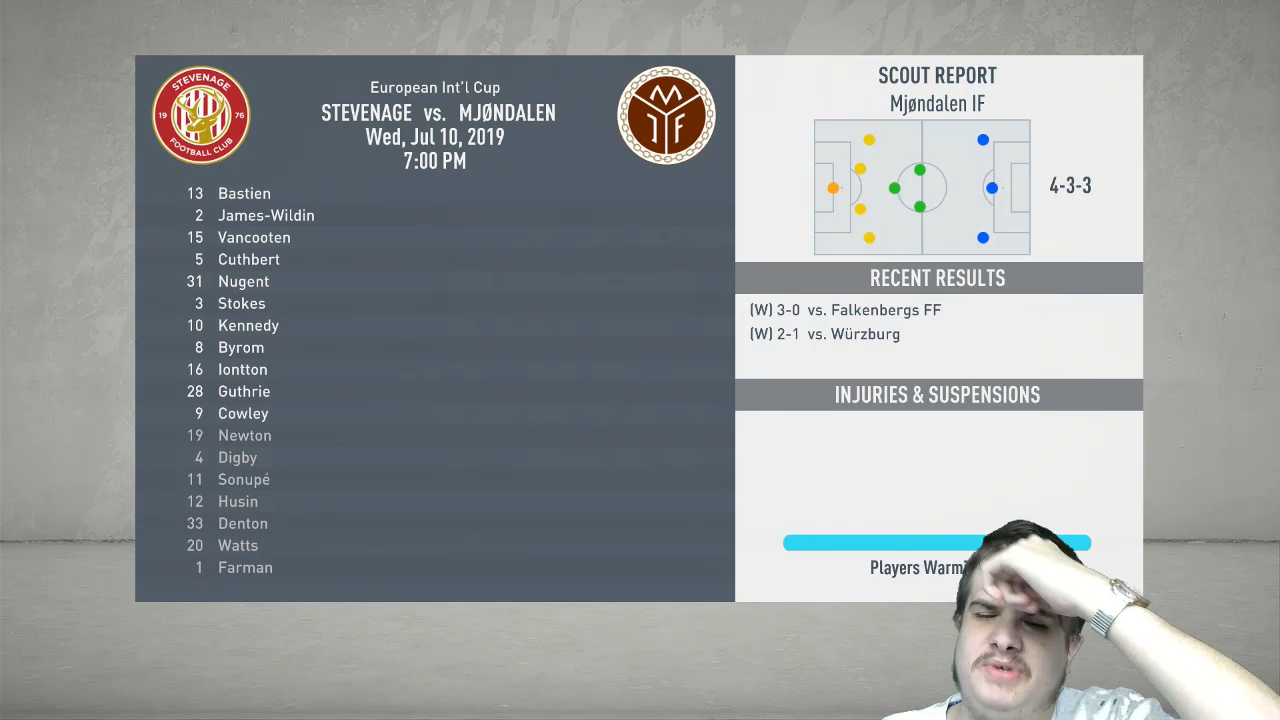 STEVENAGE
19 76
FOOTBALL CLUB
European Int'l Cup
STEVENAGE vs. MJØNDALEN
Wed, Jul 10, 2019
7:00 PM
MIF
13 Bastien
2 James-Wildin
15 Vancooten
5 Cuthbert
31 Nugent
3 Stokes
10 Kennedy
8 Byrom
16 Iontton
28 Guthrie
9 Cowley
19 Newton
4 Digby
11 Sonupé
12 Husin
33 Denton
20 Watts
1 Farman
SCOUT REPORT
Mjøndalen IF
4-3-3
RECENT RESULTS
(W) 3-0 vs. Falkenbergs FF
(W) 2-1 vs. Würzburg
INJURIES & SUSPENSIONS
Players